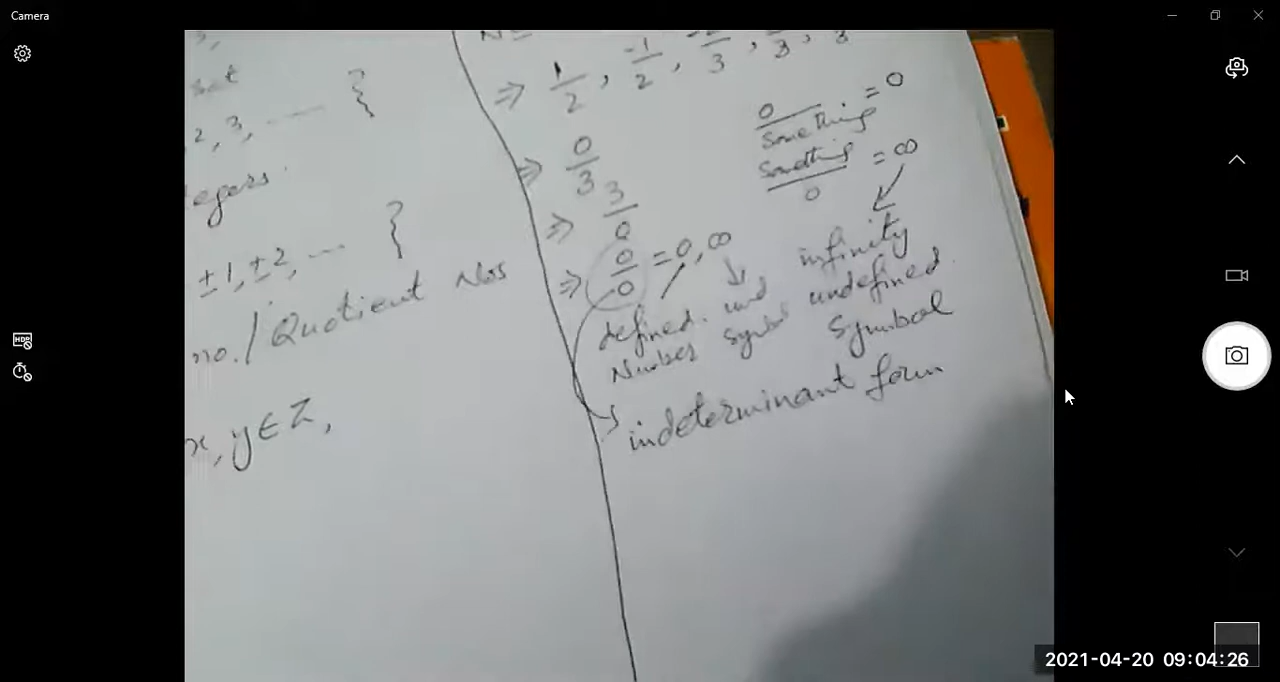 Camera
set
2, 3, ...... }
egers.
±1, ±2, ... }
no. / Quotient Nos
x, y ∈ Z,
⇒ 1/2, -1/2, -2/3,
⇒ 0/3
⇒ 3/0
⇒ 0/0 = 0, ∞
defined. und
Number symbol
0/something = 0
something/0 = ∞
infinity
undefined.
Symbol
indeterminant form
2021-04-20 09:04:26